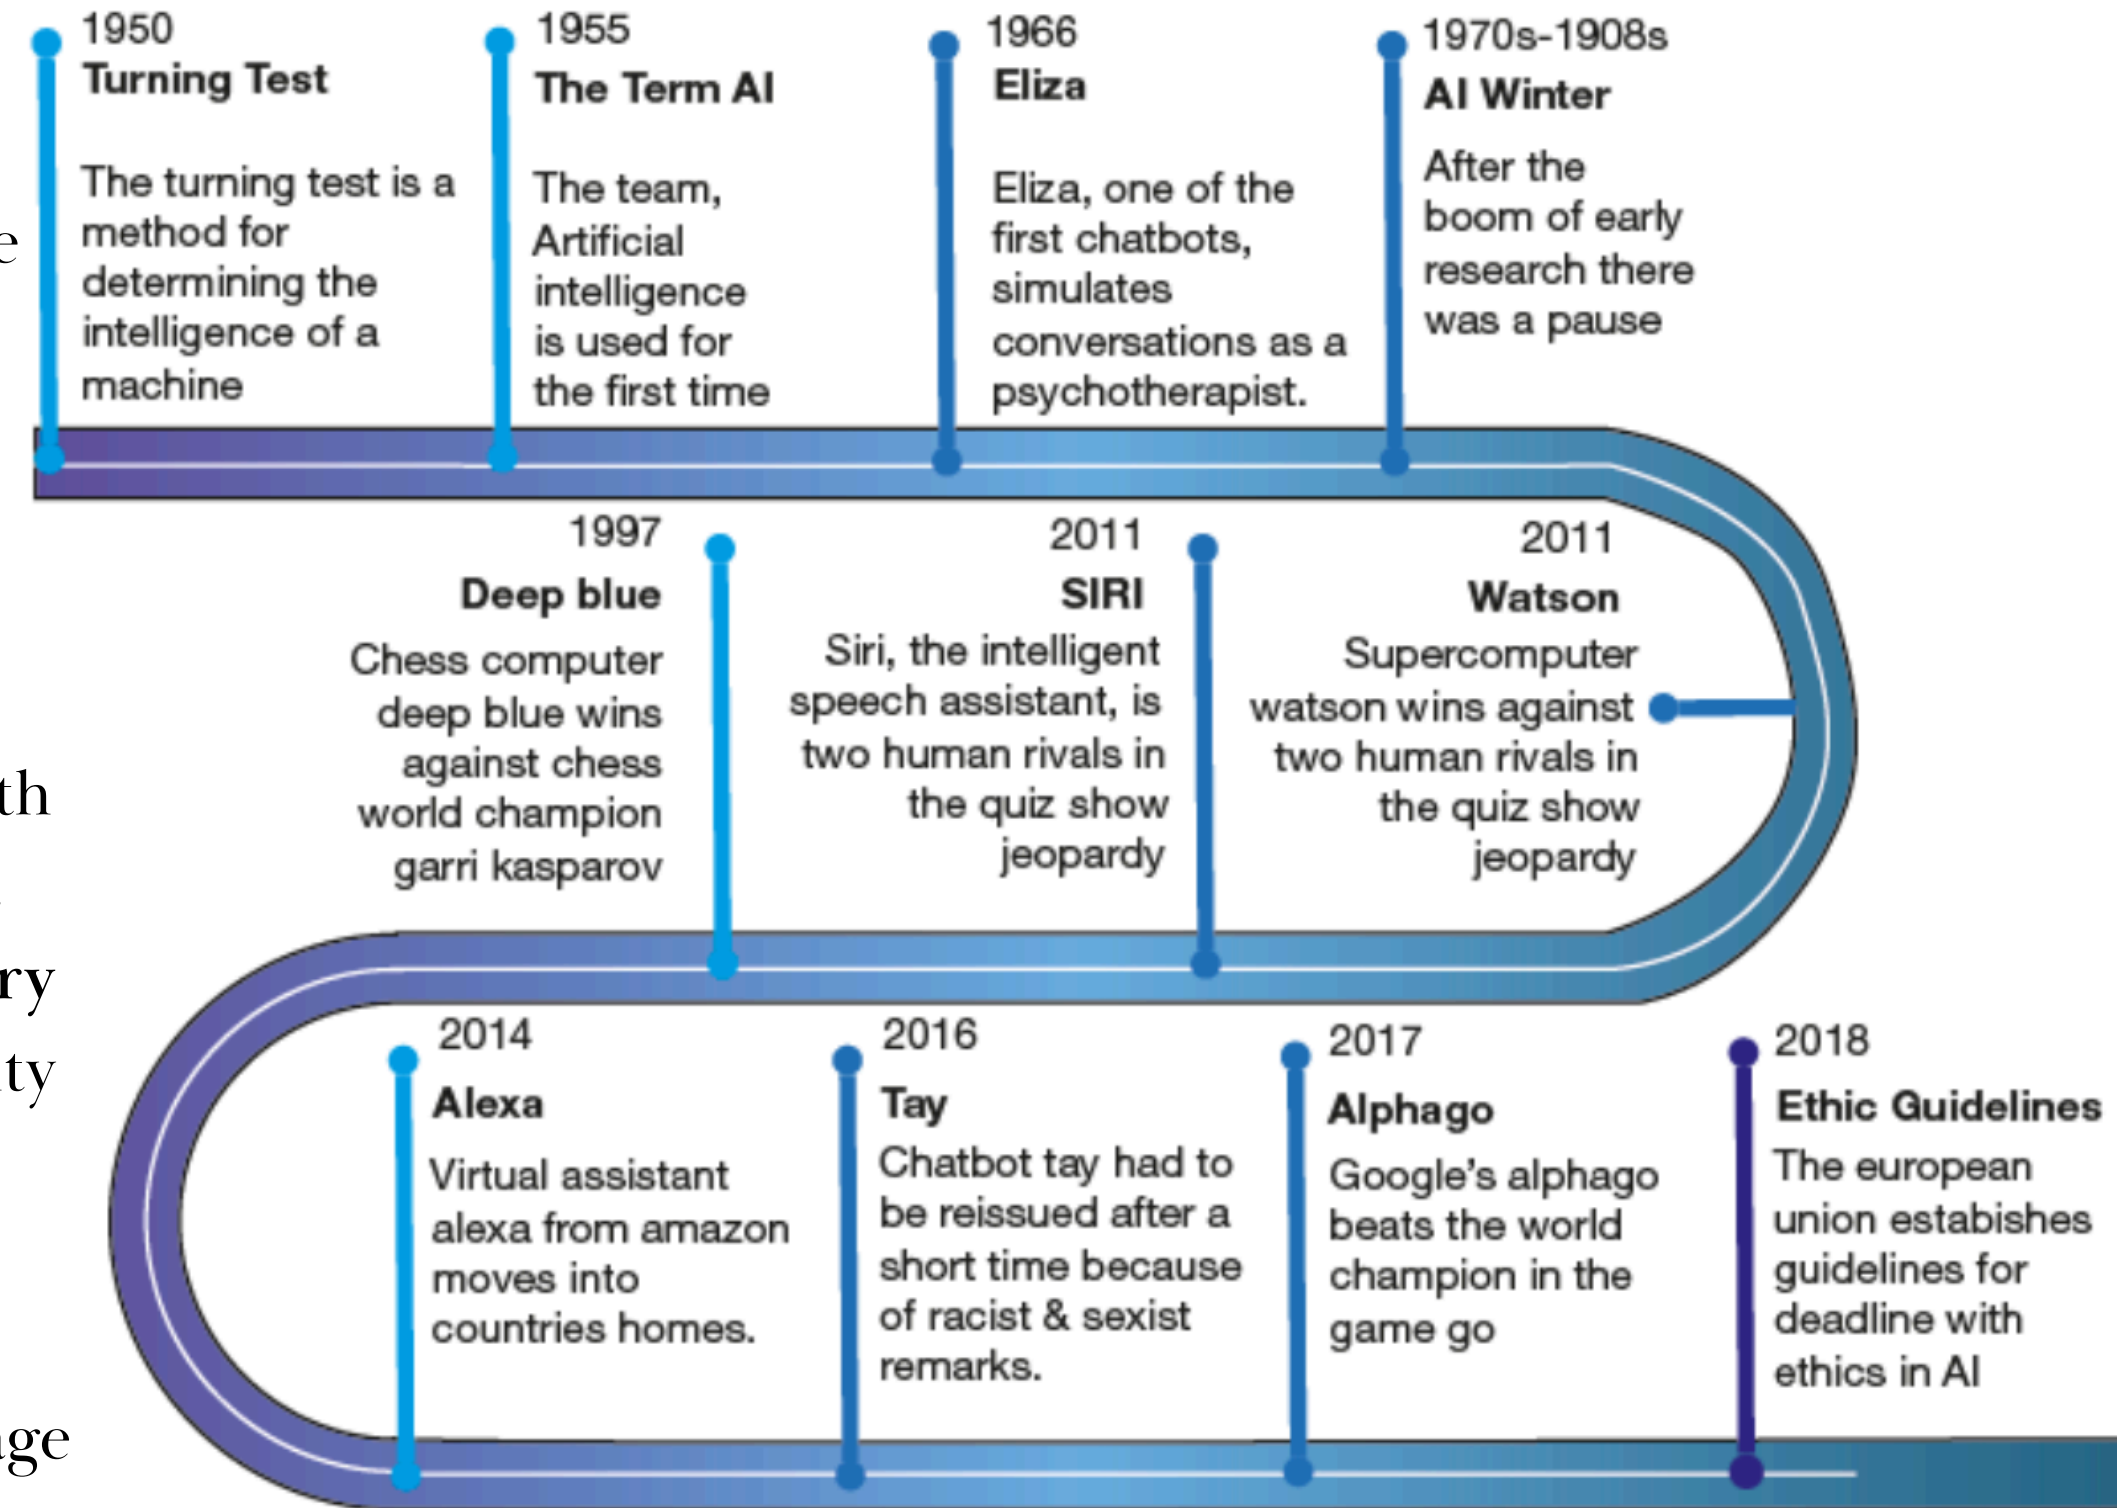 1950
Turning Test
The turning test is a
method for
determining the
intelligence of a
machine
1955
The Term AI
The team,
Artificial
intelligence
is used for
the first time
1966
Eliza
Eliza, one of the
first chatbots,
simulates
conversations as a
psychotherapist.
1970s-1908s
AI Winter
After the
boom of early
research there
was a pause
1997
Deep blue
Chess computer
deep blue wins
against chess
world champion
garri kasparov
2011
SIRI
Siri, the intelligent
speech assistant, is
two human rivals in
the quiz show
jeopardy
2011
Watson
Supercomputer
watson wins against
two human rivals in
the quiz show
jeopardy
2014
Alexa
Virtual assistant
alexa from amazon
moves into
countries homes.
2016
Tay
Chatbot tay had to
be reissued after a
short time because
of racist & sexist
remarks.
2017
Alphago
Google's alphago
beats the world
champion in the
game go
2018
Ethic Guidelines
The european
union estabishes
guidelines for
deadline with
ethics in AI